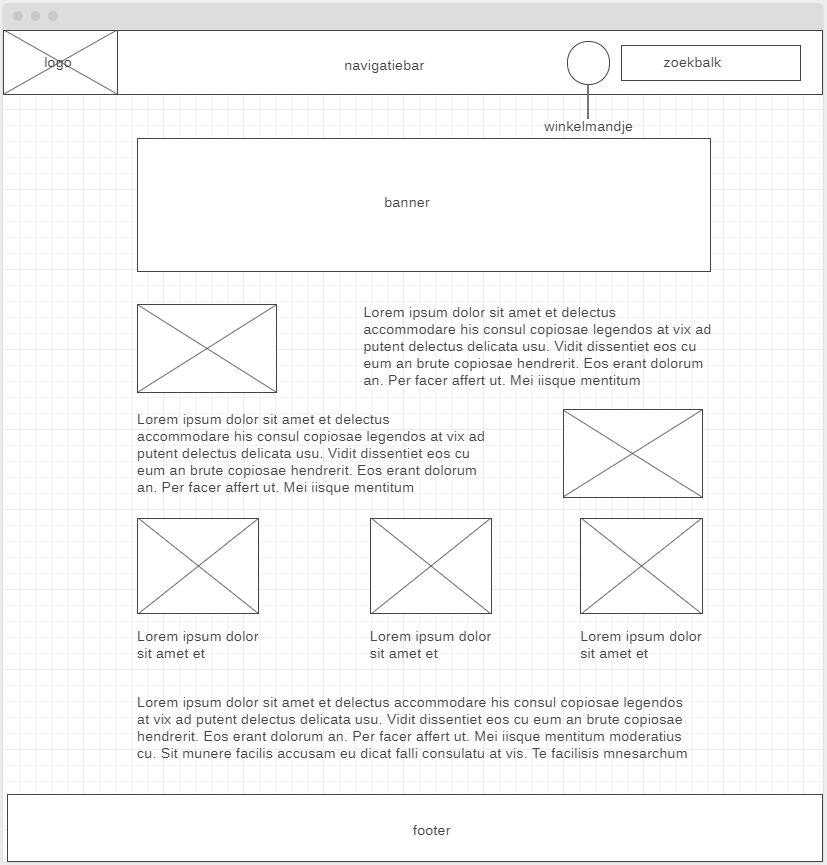 logo
navigatiebar
zoekbalk
winkelmandje
banner
Lorem ipsum dolor sit amet et delectus
accommodare his consul copiosae legendos at vix ad
putent delectus delicata usu. Vidit dissentiet eos cu
eum an brute copiosae hendrerit. Eos erant dolorum
an. Per facer affert ut. Mei iisque mentitum
Lorem ipsum dolor sit amet et delectus
accommodare his consul copiosae legendos at vix ad
putent delectus delicata usu. Vidit dissentiet eos cu
eum an brute copiosae hendrerit. Eos erant dolorum
an. Per facer affert ut. Mei iisque mentitum
Lorem ipsum dolor
sit amet et
Lorem ipsum dolor
sit amet et
Lorem ipsum dolor
sit amet et
Lorem ipsum dolor sit amet et delectus accommodare his consul copiosae legendos
at vix ad putent delectus delicata usu. Vidit dissentiet eos cu eum an brute copiosae
hendrerit. Eos erant dolorum an. Per facer affert ut. Mei iisque mentitum moderatius
cu. Sit munere facilis accusam eu dicat falli consulatu at vis. Te facilisis mnesarchum
footer